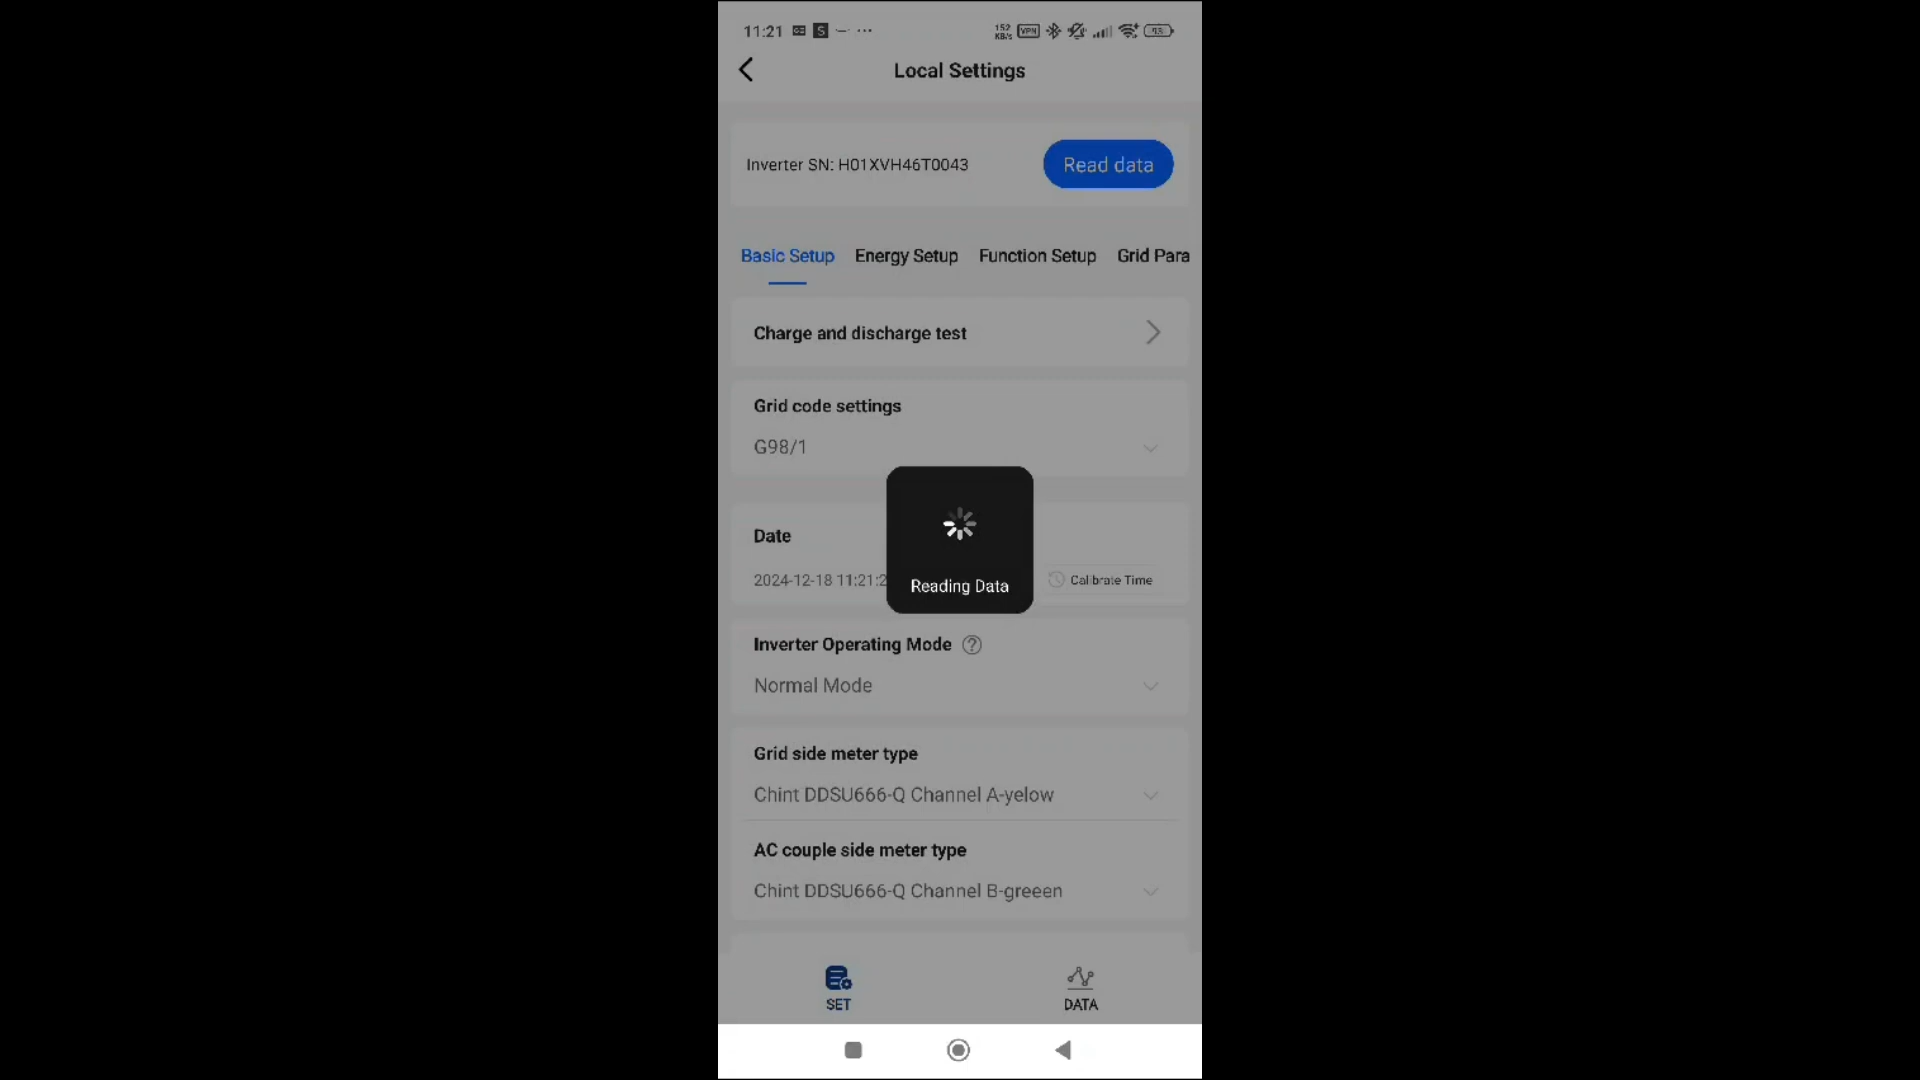 11:21
152
KB/s VPN
Local Settings
Inverter SN: H01XVH46T0043
Read data
Basic Setup Energy Setup Function Setup Grid Para
Charge and discharge test
Grid code settings
G98/1
Date
2024-12-18 11:21:2
Calibrate Time
Reading Data
Inverter Operating Mode ?
Normal Mode
Grid side meter type
Chint DDSU666-Q Channel A-yelow
AC couple side meter type
Chint DDSU666-Q Channel B-greeen
SET DATA